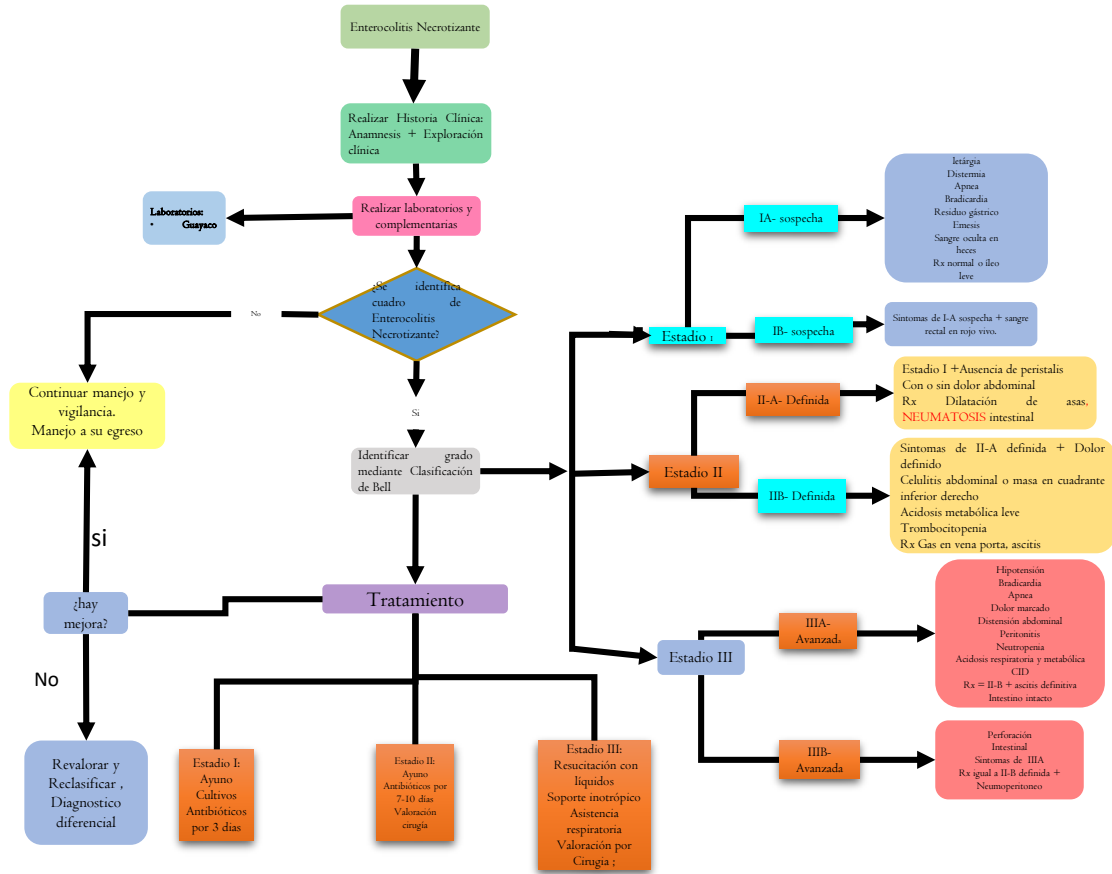 Enterocolitis Necrotizante
Realizar Historia Clínica:
Anamnesis + Exploración
clínica
Realizar laboratorios y
complementarias
Laboratorios:
• Guayaco
¿Se identifica
cuadro de
Enterocolitis
Necrotizante?
No
Continuar manejo y
vigilancia.
Manejo a su egreso
Si
Identificar grado
mediante Clasificación
de Bell
Tratamiento
¿hay
mejora?
si
No
Revalorar y
Reclasificar ,
Diagnostico
diferencial
Estadio I:
Ayuno
Cultivos
Antibióticos
por 3 dias
Estadio II:
Ayuno
Antibióticos por
7-10 días
Valoración
cirugía
Estadio III:
Resucitación con
líquidos
Soporte inotrópico
Asistencia
respiratoria
Valoración por
Cirugia ;
Estadio I
IA- sospecha
letárgia
Distermia
Apnea
Bradicardia
Residuo gástrico
Emesis
Sangre oculta en
heces
Rx normal o íleo
leve
IB- sospecha
Sintomas de I-A sospecha + sangre
rectal en rojo vivo.
Estadio II
II-A- Definida
Estadio I +Ausencia de peristalis
Con o sin dolor abdominal
Rx Dilatación de asas,
NEUMATOSIS intestinal
IIB- Definida
Sintomas de II-A definida + Dolor
definido
Celulitis abdominal o masa en cuadrante
inferior derecho
Acidosis metabólica leve
Trombocitopenia
Rx Gas en vena porta, ascitis
Estadio III
IIIA-
Avanzada
Hipotensión
Bradicardia
Apnea
Dolor marcado
Distensión abdominal
Peritonitis
Neutropenia
Acidosis respiratoria y metabólica
CID
Rx = II-B + ascitis definitiva
Intestino intacto
IIIB-
Avanzada
Perforación
Intestinal
Sintomas de IIIA
Rx igual a II-B definida +
Neumoperitoneo